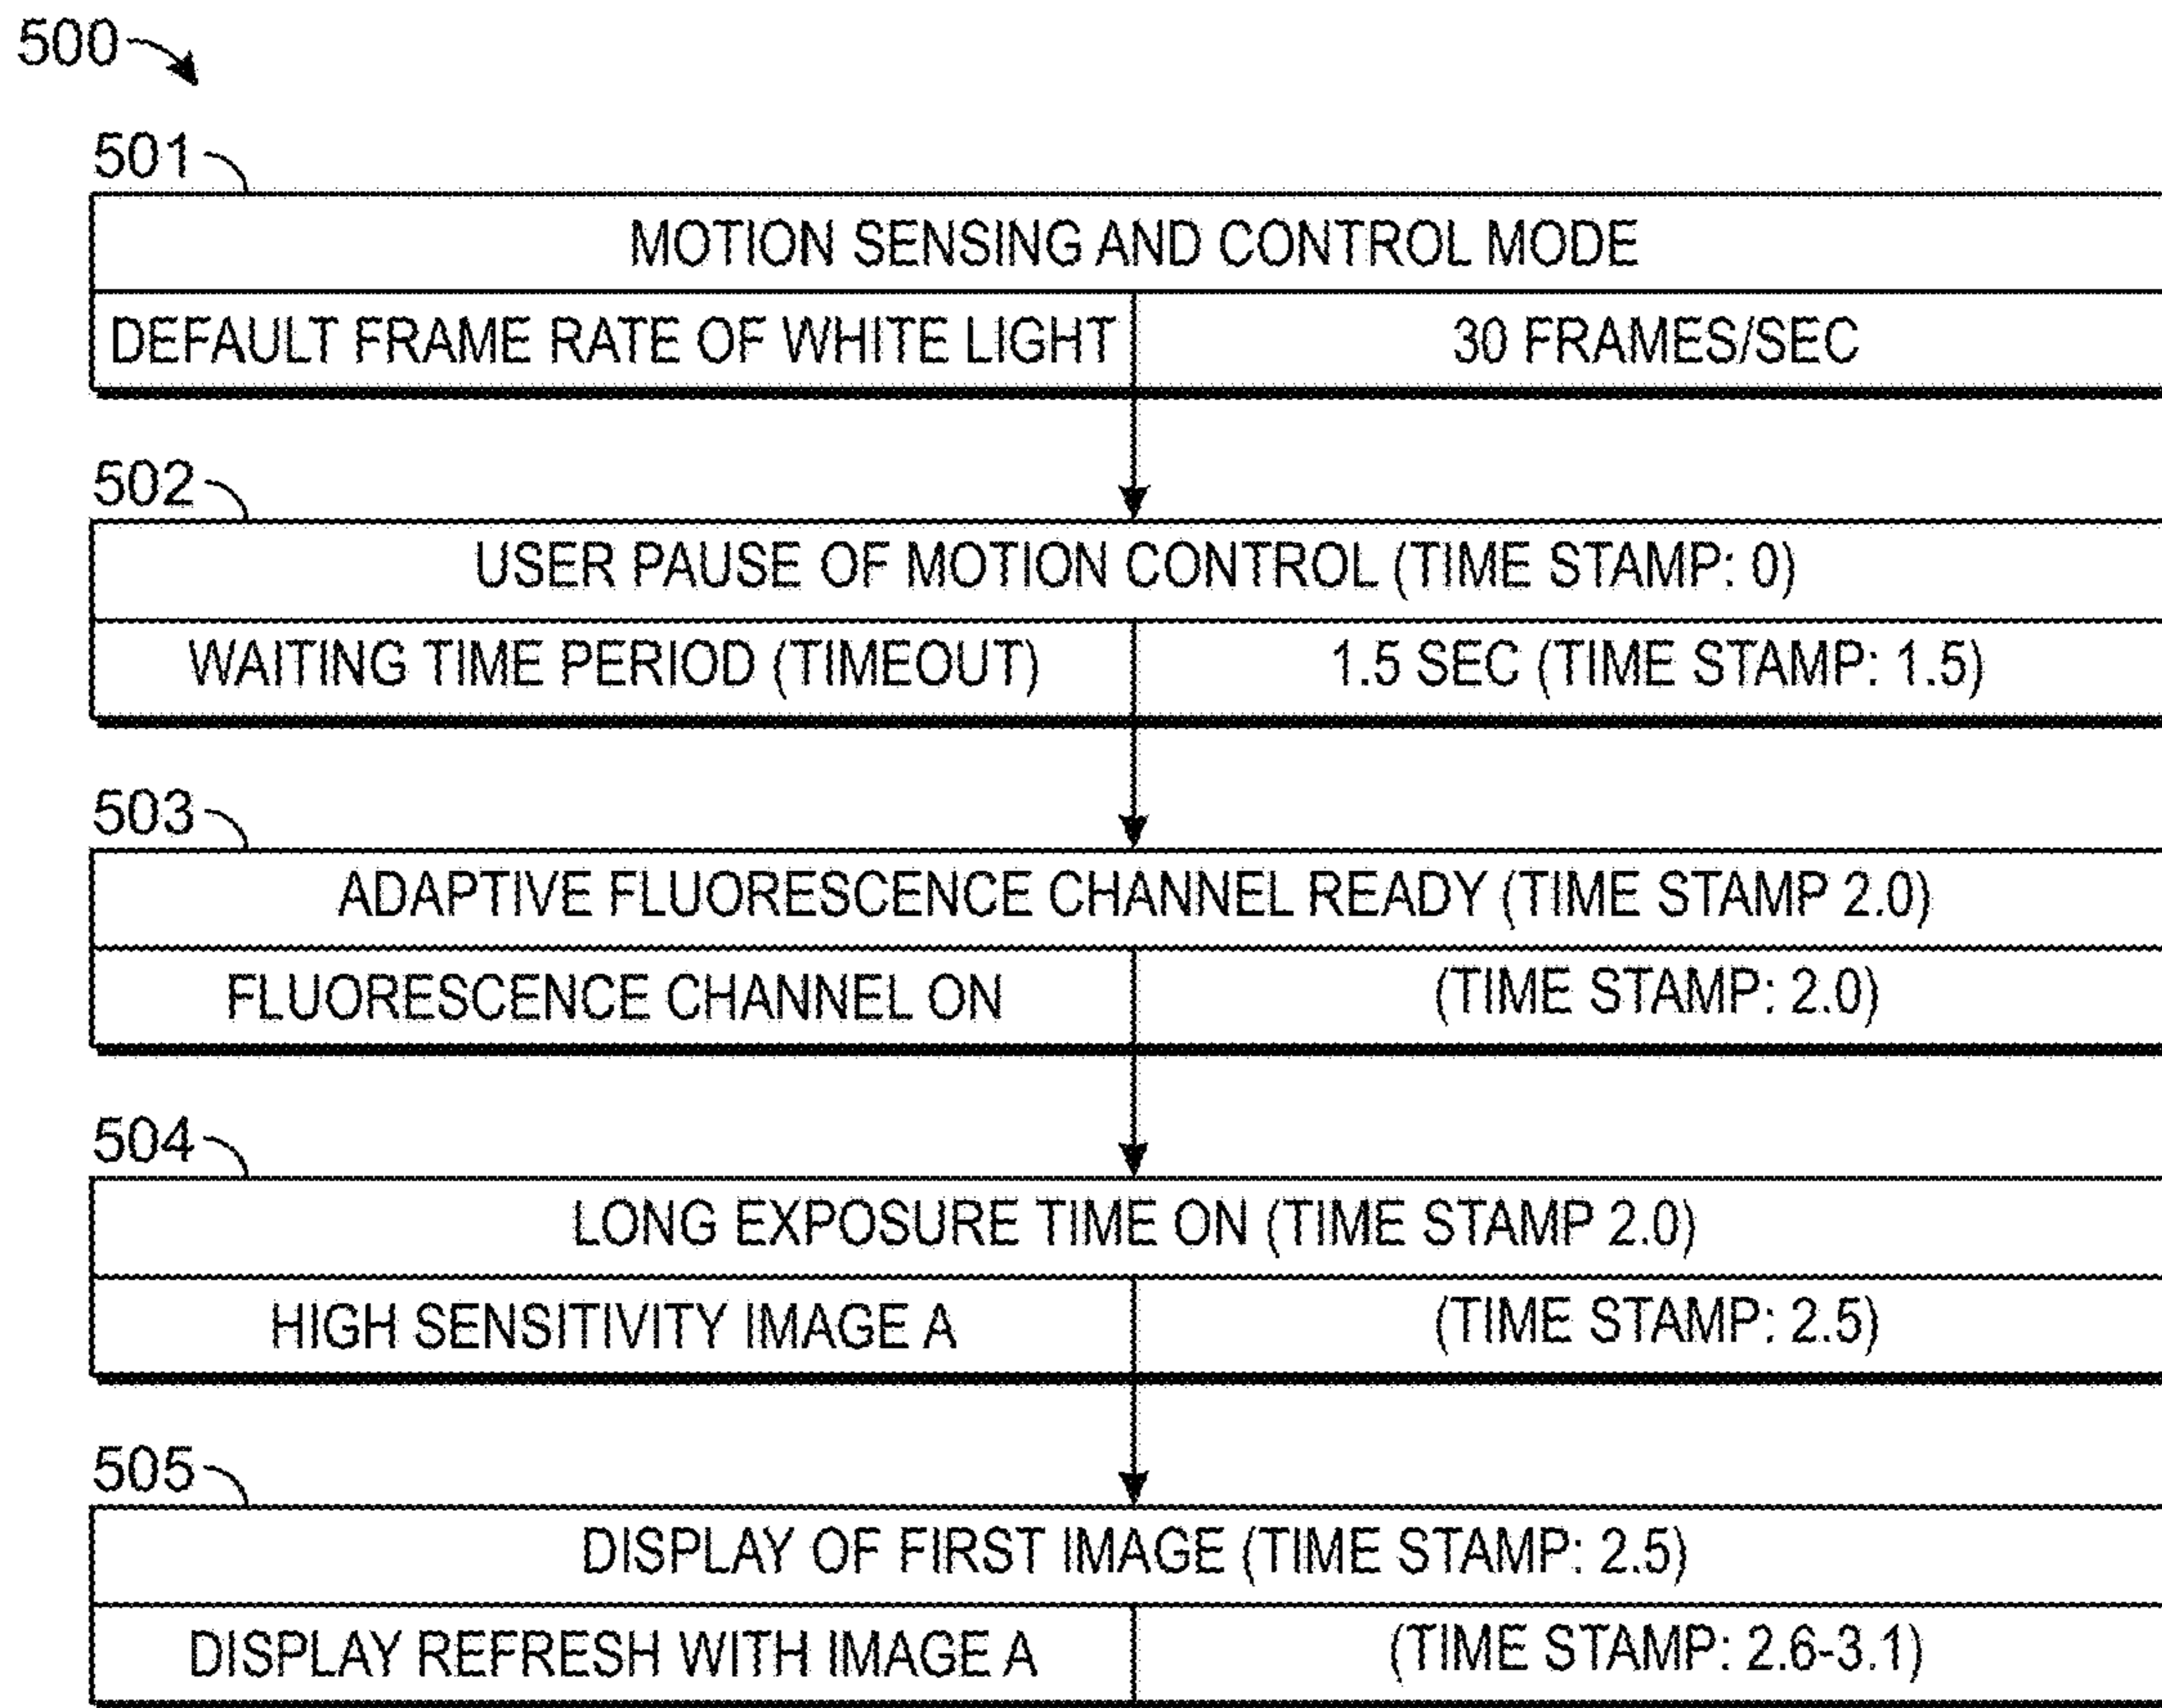 500
501
MOTION SENSING AND CONTROL MODE
DEFAULT FRAME RATE OF WHITE LIGHT 30 FRAMES/SEC
502
USER PAUSE OF MOTION CONTROL (TIME STAMP: 0)
WAITING TIME PERIOD (TIMEOUT) 1.5 SEC (TIME STAMP: 1.5)
503
ADAPTIVE FLUORESCENCE CHANNEL READY (TIME STAMP 2.0)
FLUORESCENCE CHANNEL ON (TIME STAMP: 2.0)
504
LONG EXPOSURE TIME ON (TIME STAMP 2.0)
HIGH SENSITIVITY IMAGE A (TIME STAMP: 2.5)
505
DISPLAY OF FIRST IMAGE (TIME STAMP: 2.5)
DISPLAY REFRESH WITH IMAGE A (TIME STAMP: 2.6-3.1)